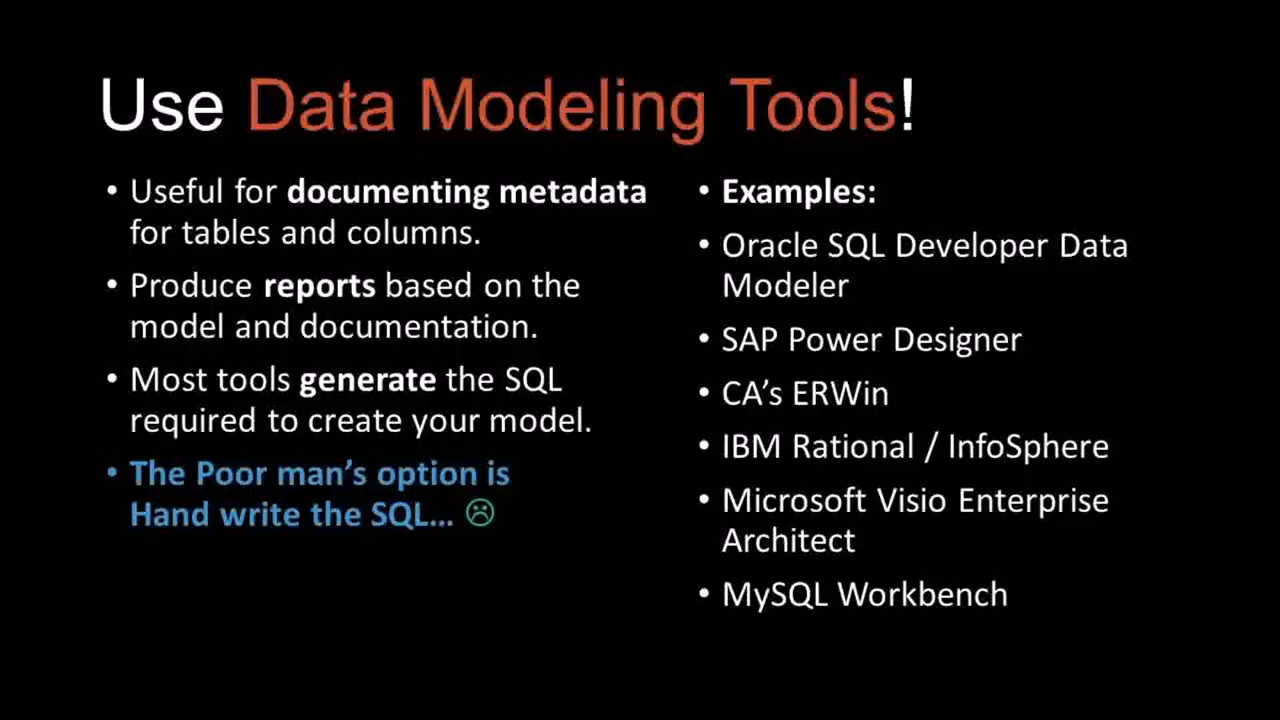 Use Data Modeling Tools!
• Useful for documenting metadata
for tables and columns.
• Produce reports based on the
model and documentation.
• Most tools generate the SQL
required to create your model.
• The Poor man’s option is
Hand write the SQL... ☹
• Examples:
• Oracle SQL Developer Data
Modeler
• SAP Power Designer
• CA’s ERWin
• IBM Rational / InfoSphere
• Microsoft Visio Enterprise
Architect
• MySQL Workbench